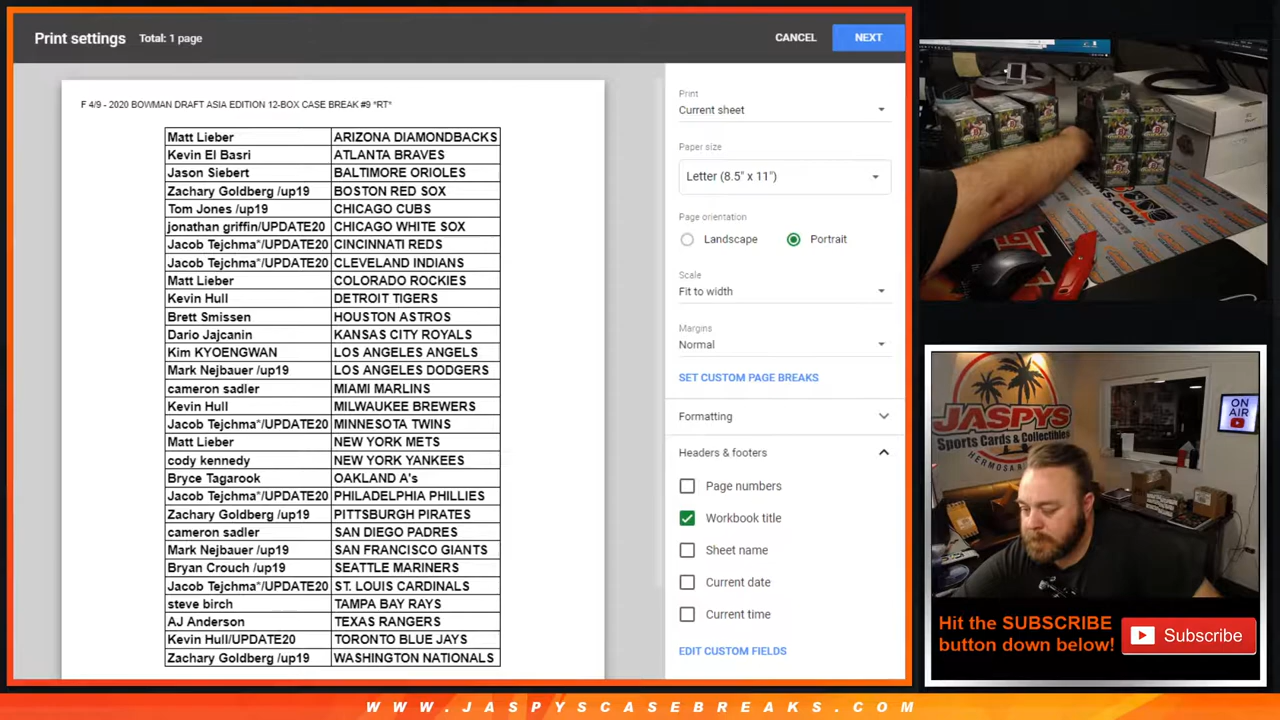 Print settings Total: 1 page CANCEL NEXT
F 4/9 - 2020 BOWMAN DRAFT ASIA EDITION 12-BOX CASE BREAK #9 *RT*
Matt Lieber ARIZONA DIAMONDBACKS
Kevin El Basri ATLANTA BRAVES
Jason Siebert BALTIMORE ORIOLES
Zachary Goldberg /up19 BOSTON RED SOX
Tom Jones /up19 CHICAGO CUBS
jonathan griffin/UPDATE20 CHICAGO WHITE SOX
Jacob Tejchma*/UPDATE20 CINCINNATI REDS
Jacob Tejchma*/UPDATE20 CLEVELAND INDIANS
Matt Lieber COLORADO ROCKIES
Kevin Hull DETROIT TIGERS
Brett Smissen HOUSTON ASTROS
Dario Jajcanin KANSAS CITY ROYALS
Kim KYOENGWAN LOS ANGELES ANGELS
Mark Nejbauer /up19 LOS ANGELES DODGERS
cameron sadler MIAMI MARLINS
Kevin Hull MILWAUKEE BREWERS
Jacob Tejchma*/UPDATE20 MINNESOTA TWINS
Matt Lieber NEW YORK METS
cody kennedy NEW YORK YANKEES
Bryce Tagarook OAKLAND A's
Jacob Tejchma*/UPDATE20 PHILADELPHIA PHILLIES
Zachary Goldberg /up19 PITTSBURGH PIRATES
cameron sadler SAN DIEGO PADRES
Mark Nejbauer /up19 SAN FRANCISCO GIANTS
Bryan Crouch /up19 SEATTLE MARINERS
Jacob Tejchma*/UPDATE20 ST. LOUIS CARDINALS
steve birch TAMPA BAY RAYS
AJ Anderson TEXAS RANGERS
Kevin Hull/UPDATE20 TORONTO BLUE JAYS
Zachary Goldberg /up19 WASHINGTON NATIONALS
Print
Current sheet
Paper size
Letter (8.5" x 11")
Page orientation
Landscape Portrait
Scale
Fit to width
Margins
Normal
SET CUSTOM PAGE BREAKS
Formatting
Headers & footers
Page numbers
Workbook title
Sheet name
Current date
Current time
EDIT CUSTOM FIELDS
JASPYS
Sports Cards & Collectibles
ON
AIR
Hit the SUBSCRIBE
button down below!
Subscribe
WWW.JASPYSCASEBREAKS.COM